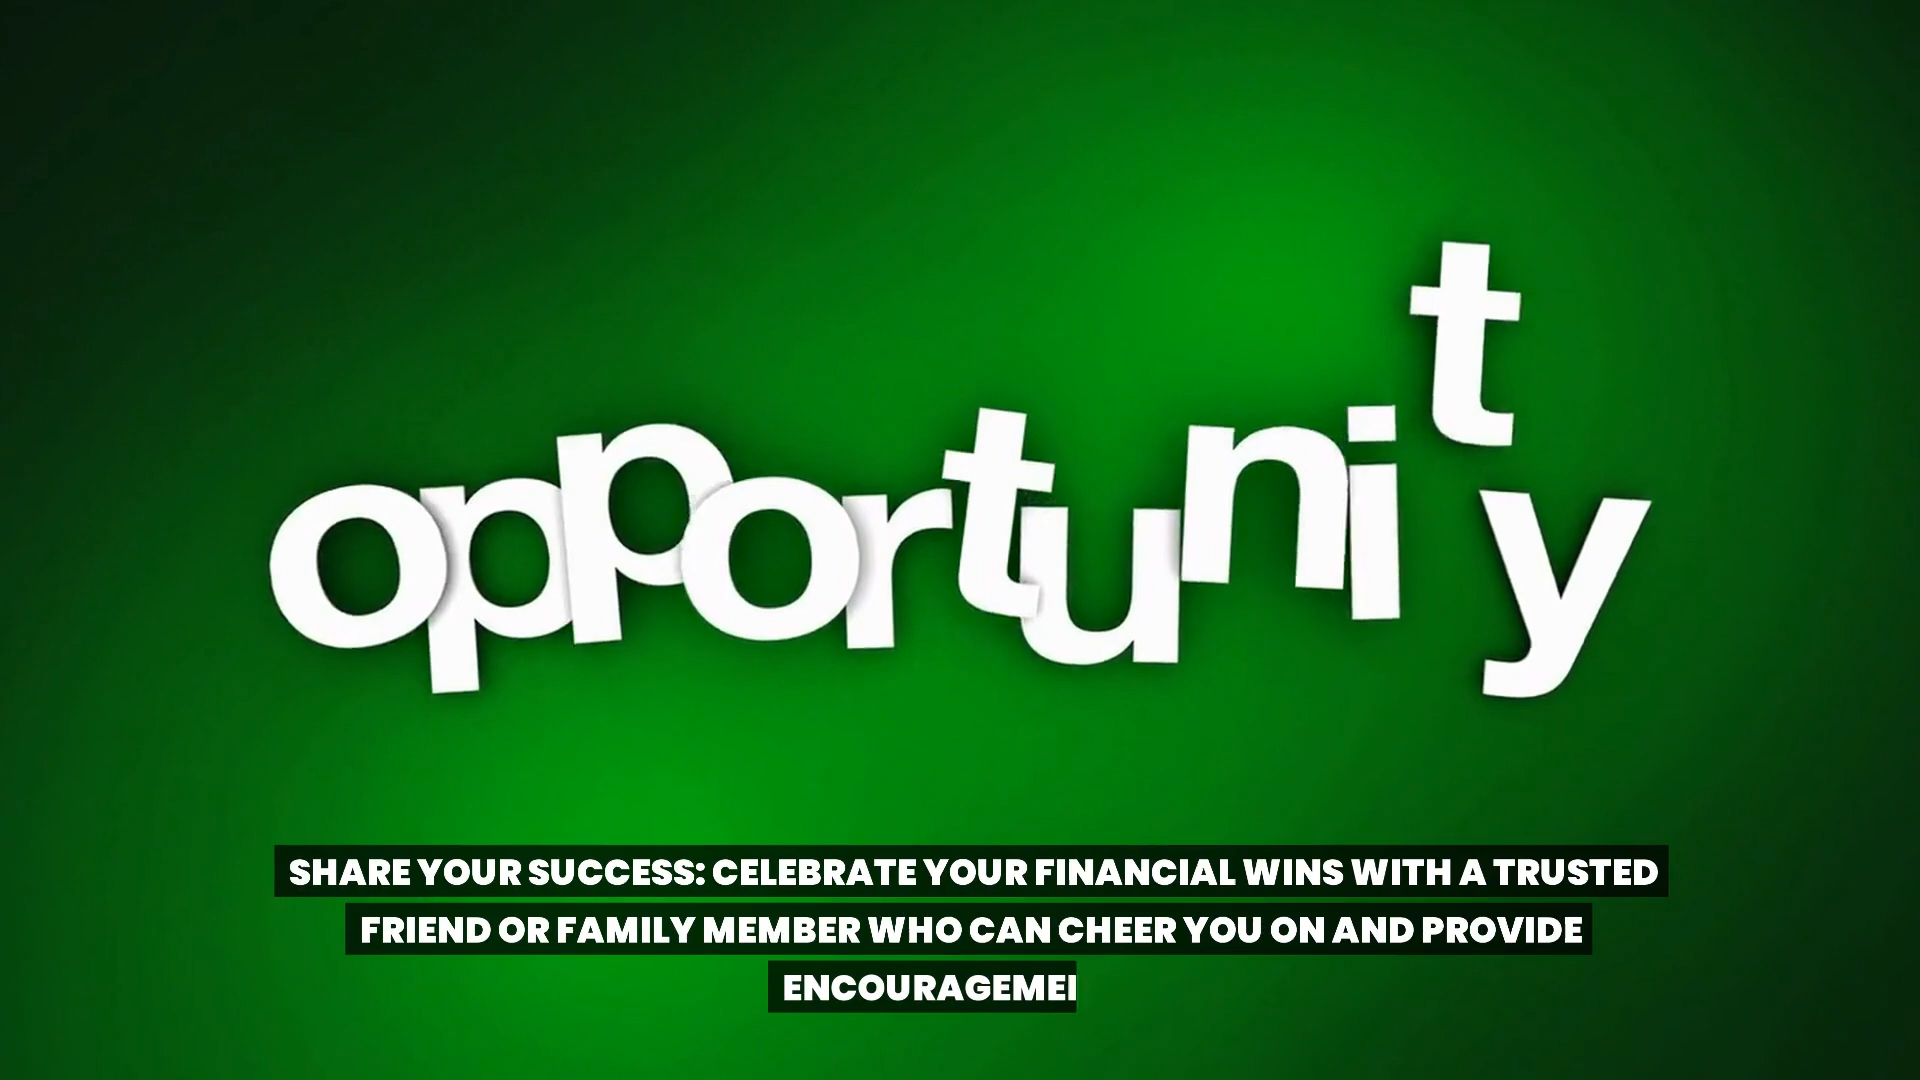 opportunity
SHARE YOUR SUCCESS: CELEBRATE YOUR FINANCIAL WINS WITH A TRUSTED
FRIEND OR FAMILY MEMBER WHO CAN CHEER YOU ON AND PROVIDE
ENCOURAGEME